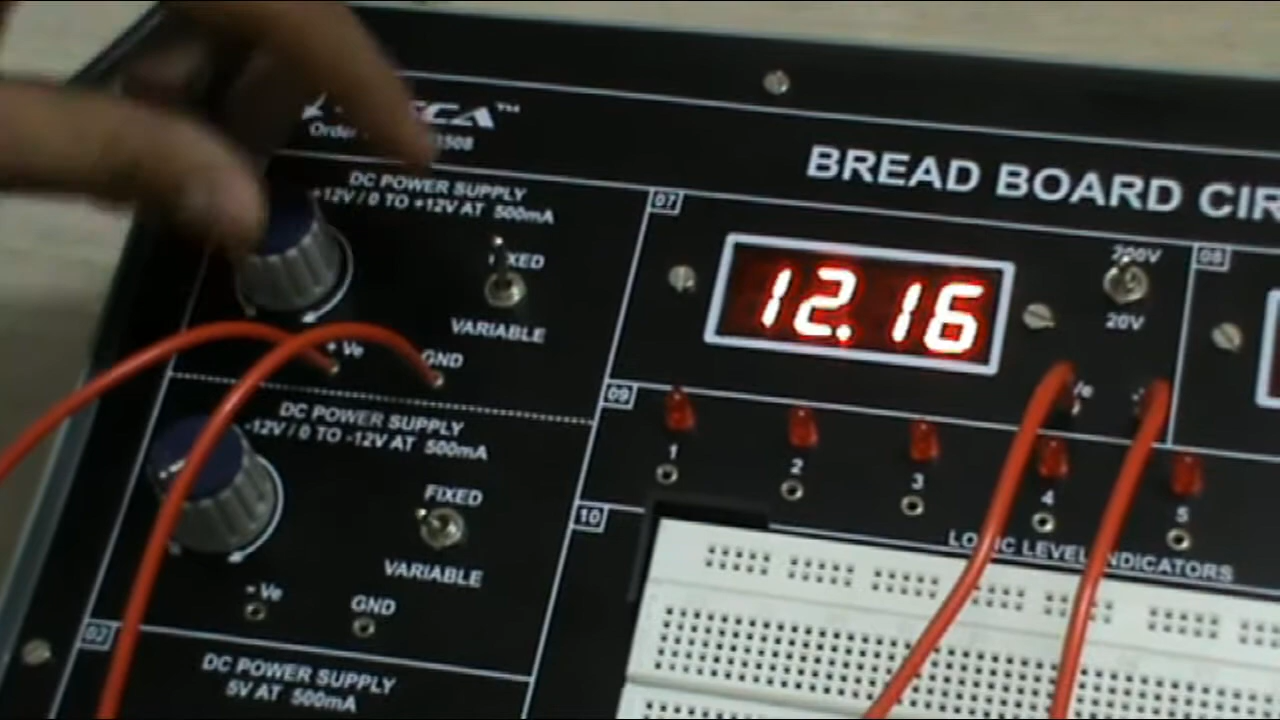 Order
1508
DC POWER SUPPLY
+12V / 0 TO +12V AT 500mA
VARIABLE
+ Ve
GND
DC POWER SUPPLY
-12V / 0 TO -12V AT 500mA
FIXED
VARIABLE
- Ve
GND
02
DC POWER SUPPLY
5V AT 500mA
BREAD BOARD
07
12.16
200V
20V
08
09
1
2
3
4
5
LOGIC LEVEL INDICATORS
10